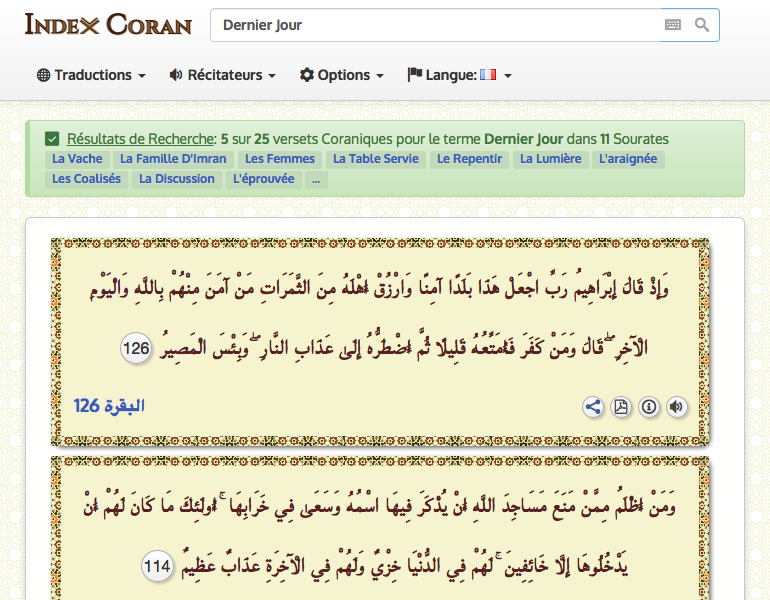 Index Coran
Dernier Jour
Traductions Récitateurs Options Langue:
Résultats de Recherche: 5 sur 25 versets Coraniques pour le terme Dernier Jour dans 11 Sourates
La Vache La Famille D'Imran Les Femmes La Table Servie Le Repentir La Lumière L'araignée
Les Coalisés La Discussion L'éprouvée ...
وَإِذْ قَالَ إِبْرَاهِيمُ رَبِّ اجْعَلْ هَذَا بَلَدًا آمِنًا وَارْزُقْ أَهْلَهُ مِنَ الثَّمَرَاتِ مَنْ آمَنَ مِنْهُمْ بِاللَّهِ وَالْيَوْمِ
الْآخِرِ ۖ قَالَ وَمَنْ كَفَرَ فَأُمَتِّعُهُ قَلِيلًا ثُمَّ أَضْطَرُّهُ إِلَى عَذَابِ النَّارِ ۖ وَبِئْسَ الْمَصِيرُ 126
البقرة 126
وَمَنْ أَظْلَمُ مِمَّنْ مَنَعَ مَسَاجِدَ اللَّهِ أَنْ يُذْكَرَ فِيهَا اسْمُهُ وَسَعَى فِي خَرَابِهَا ۚ أُولَئِكَ مَا كَانَ لَهُمْ أَنْ
يَدْخُلُوهَا إِلَّا خَائِفِينَ ۚ لَهُمْ فِي الدُّنْيَا خِزْيٌ وَلَهُمْ فِي الْآخِرَةِ عَذَابٌ عَظِيمٌ 114